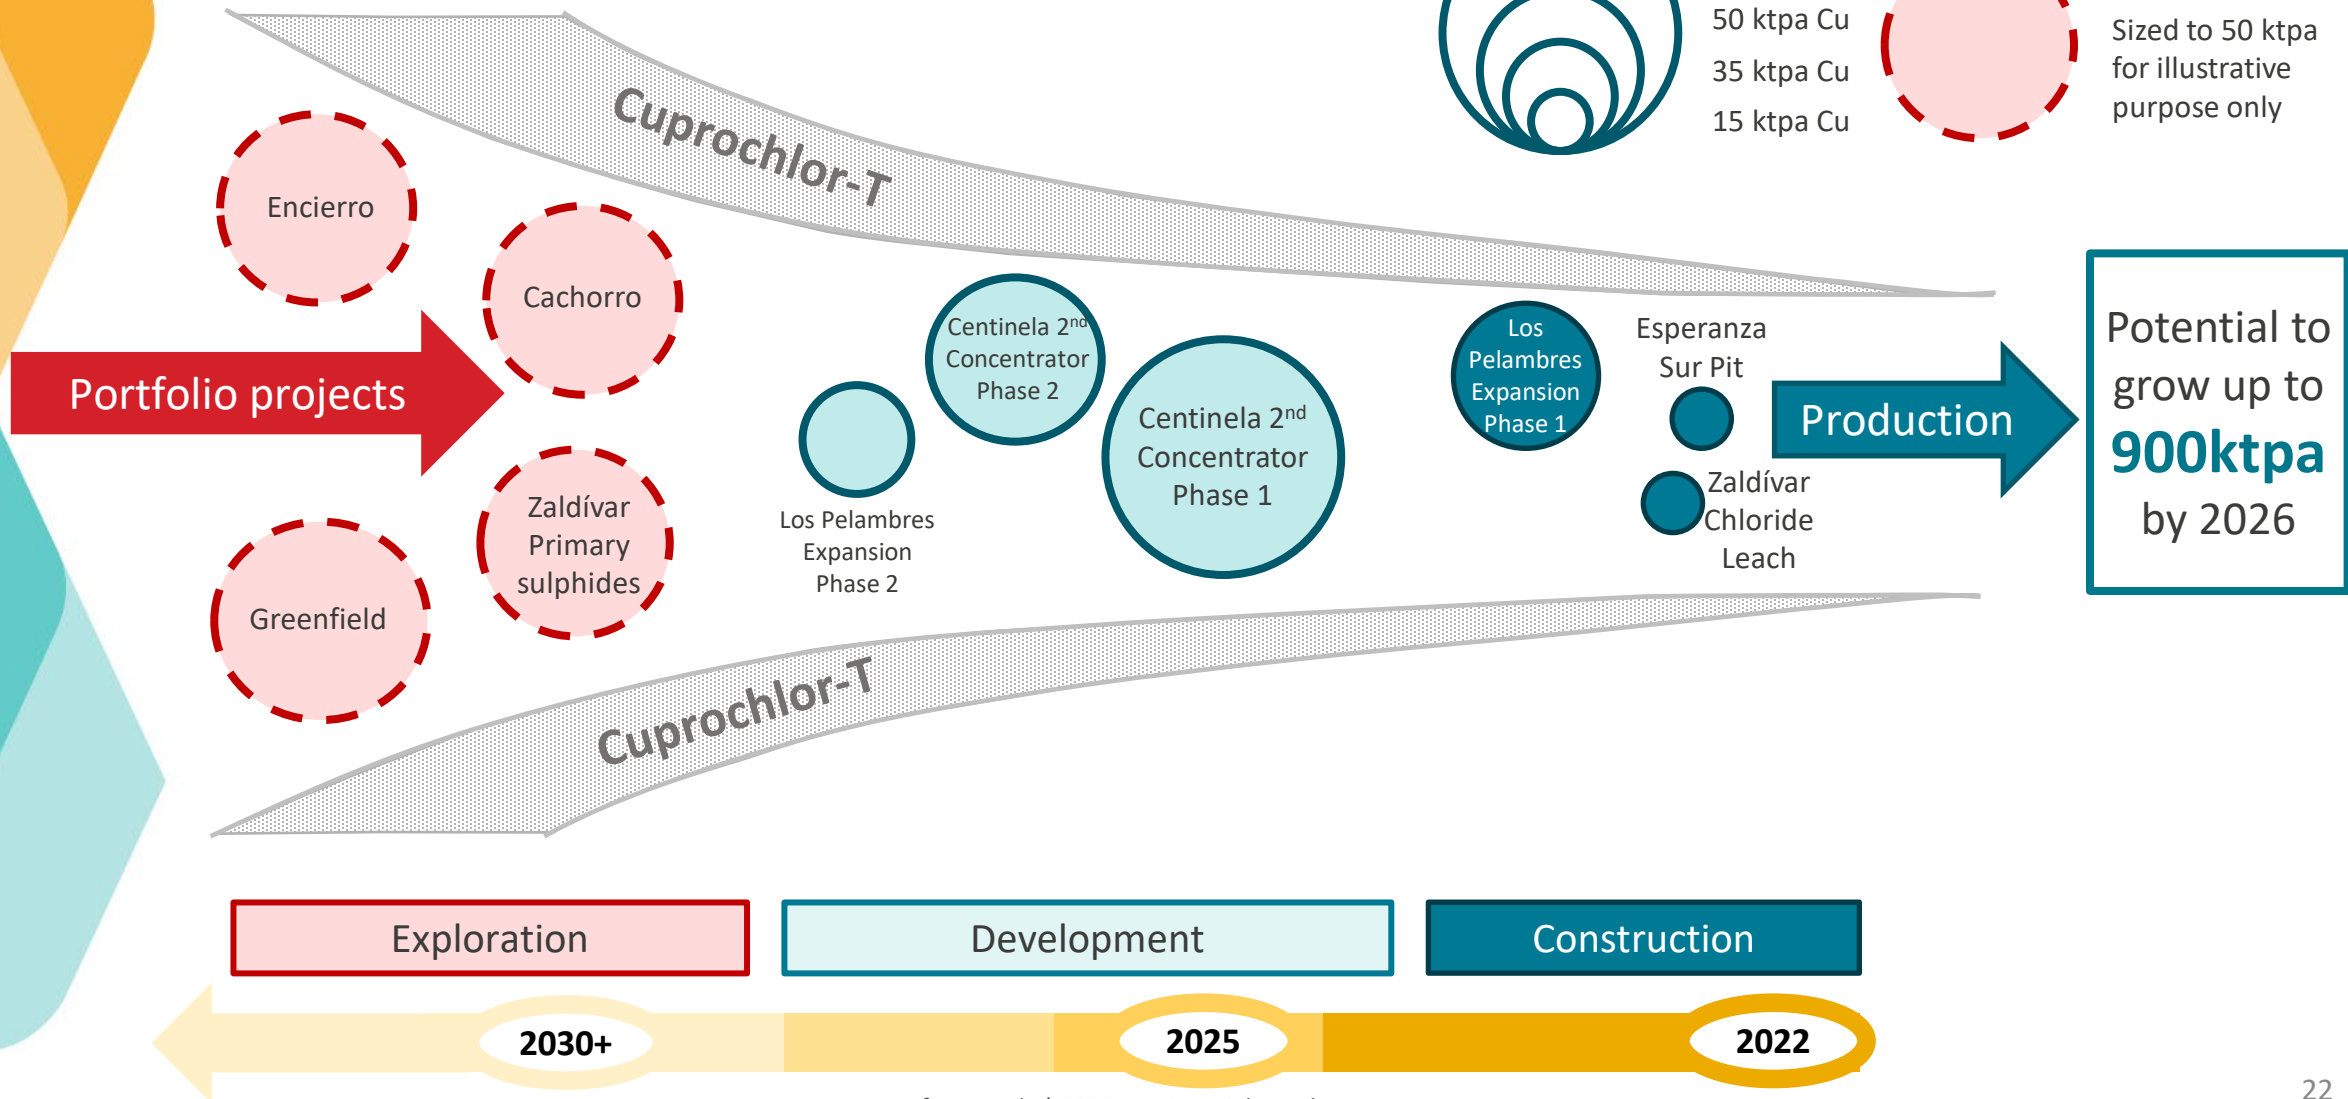 50 ktpa Cu
35 ktpa Cu
15 ktpa Cu
Sized to 50 ktpa
for illustrative
purpose only
Cuprochlor-T
Encierro
Cachorro
Portfolio projects
Zaldívar
Primary
sulphides
Greenfield
Centinela 2nd
Concentrator
Phase 2
Los Pelambres
Expansion
Phase 2
Centinela 2nd
Concentrator
Phase 1
Los
Pelambres
Expansion
Phase 1
Esperanza
Sur Pit
Zaldívar
Chloride
Leach
Production
Potential to
grow up to
900ktpa
by 2026
Cuprochlor-T
Exploration
Development
Construction
2030+
2025
2022
22